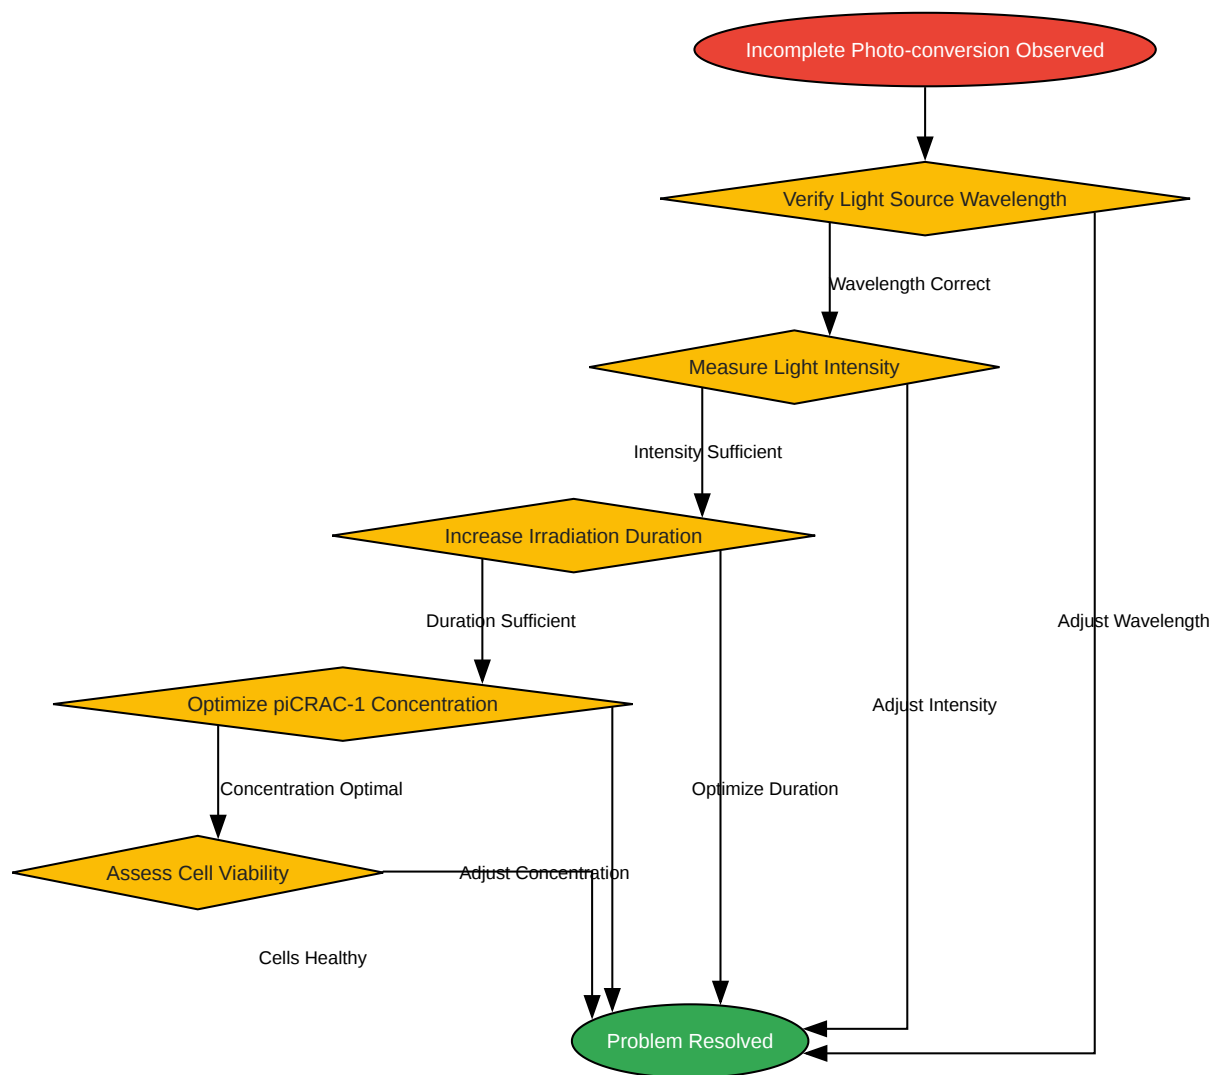 Incomplete Photo-conversion Observed
Verify Light Source Wavelength
Wavelength Correct
Measure Light Intensity
Intensity Sufficient
Increase Irradiation Duration
Duration Sufficient
Adjust Wavelength
Optimize piCRAC-1 Concentration
Adjust Intensity
Concentration Optimal
Optimize Duration
Assess Cell Viability
Adjust Concentration
Cells Healthy
Problem Resolved